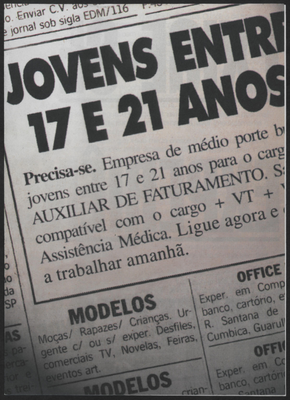 o. Enviar C.V. aos
e jornal sob sigla EDM/116
JOVENS ENTRE
17 E 21 ANOS
Precisa-se. Empresa de médio porte bu
jovens entre 17 e 21 anos para o carg
AUXILIAR DE FATURAMENTO. S
compatível com o cargo + VT +
Assistência Médica. Ligue agora e
a trabalhar amanhã.
MODELOS
Moças/ Rapazes/ Crianças. Ur-
gente c/ ou s/ exper. Desfiles,
comerciais TV, Novelas, Feiras,
eventos art.
MODELOS
OFFICE
Exper. em Comp
banco, cartório, e
R. Santana de
Cumbica, Guarul
OFFI
Exper. em C
banco, cartó
R. Santan